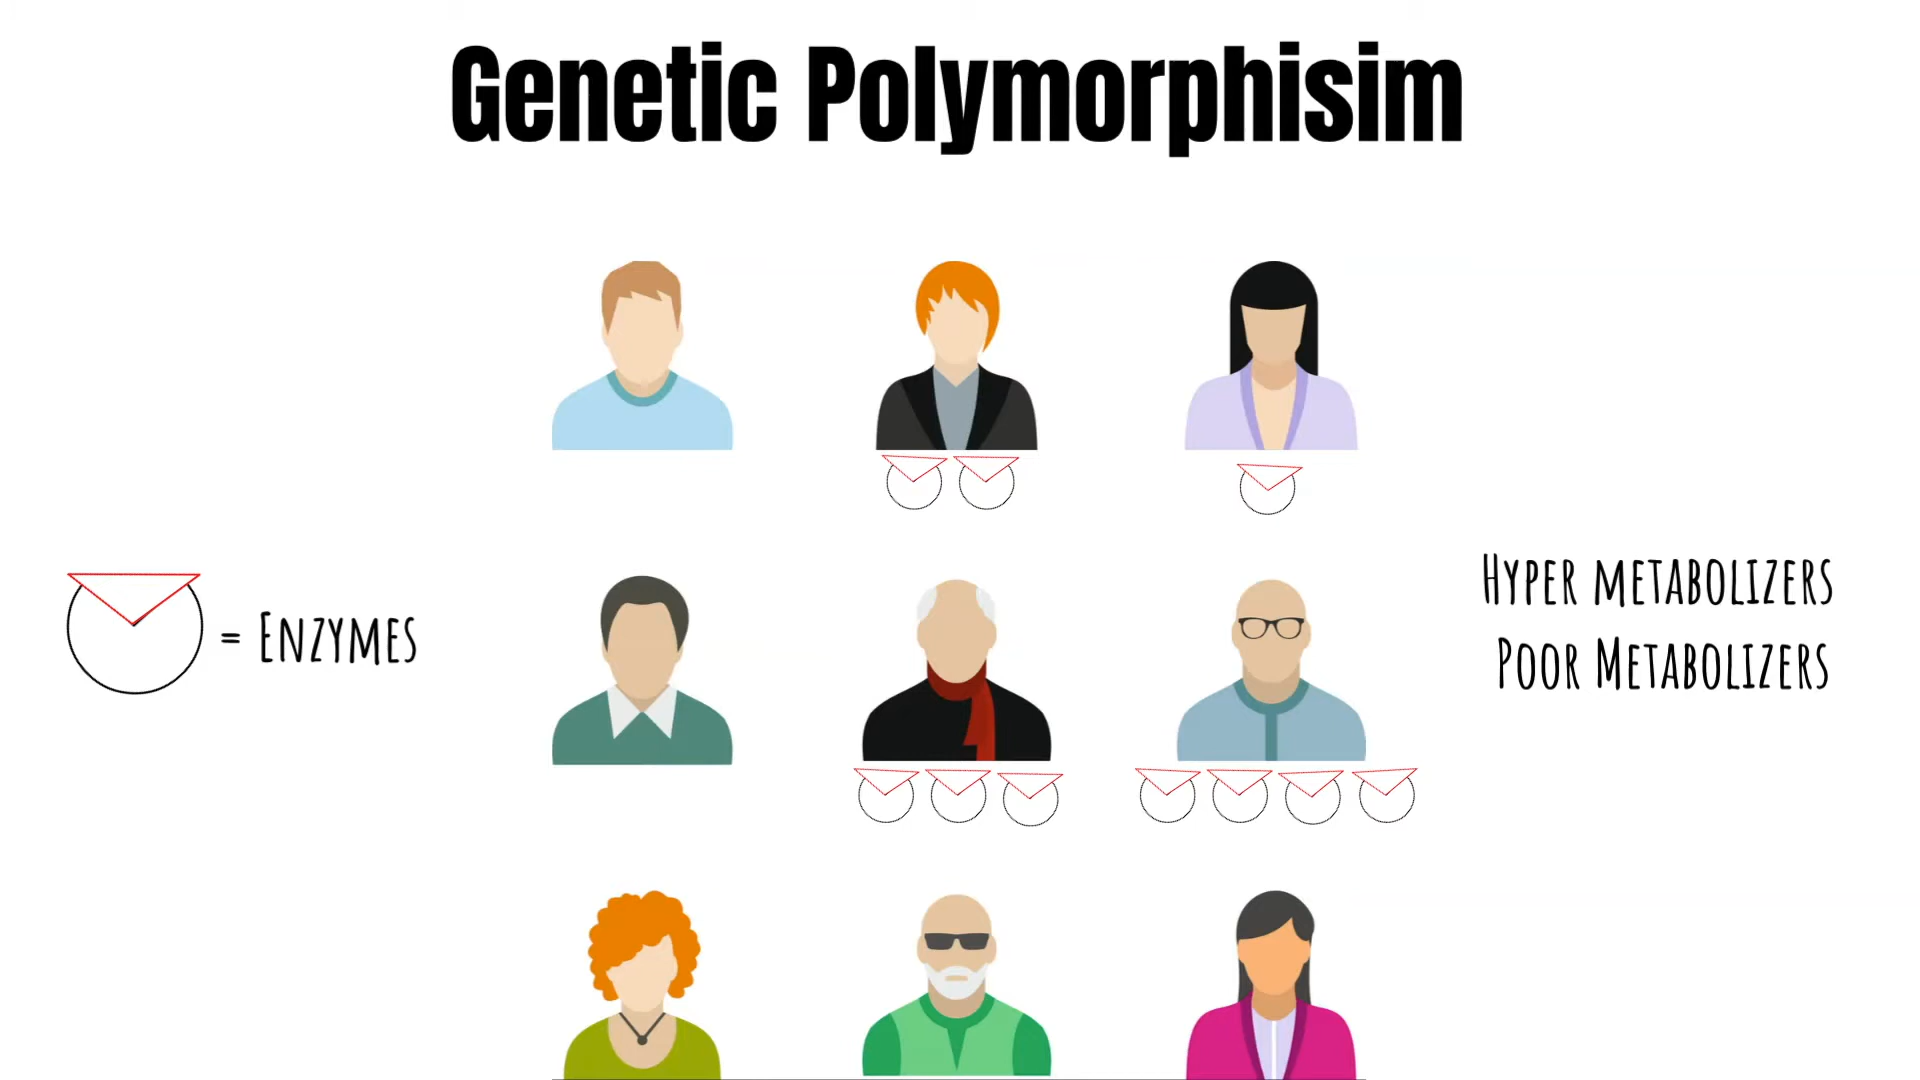 Genetic Polymorphisim
= Enzymes
Hyper metabolizers
Poor Metabolizers